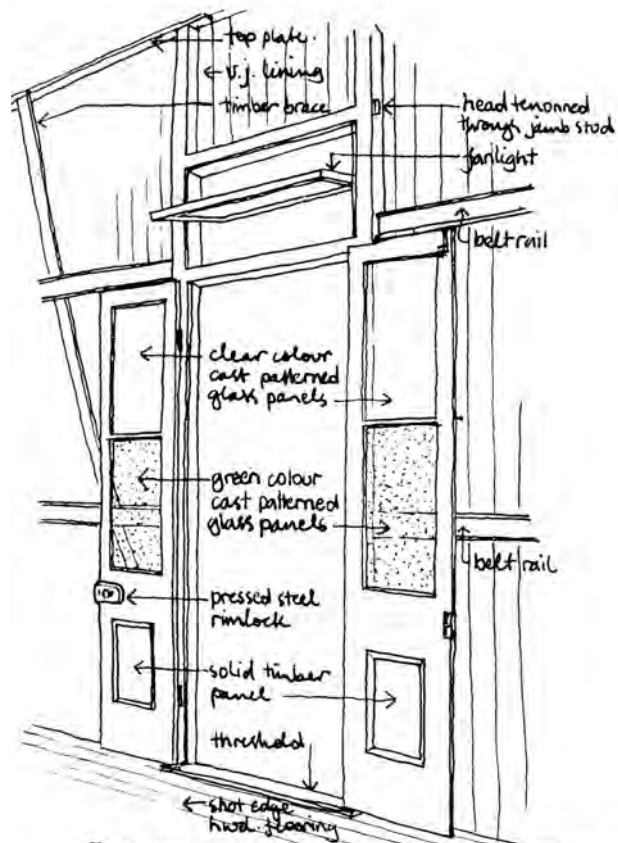 top plate.
v.j. lining
timber brace
head tenonned
through jamb stud
fanlight
belt rail
clear colour
cast patterned
glass panels
green colour
cast patterned
glass panels
belt rail
pressed steel
rimlock
solid timber
panel
threshold
shot edge
hwd. flooring